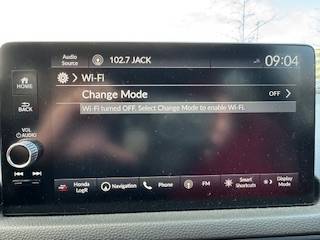 Audio Source 102.7 JACK 09:04
HOME
Wi-Fi
Change Mode OFF
BACK
Wi-Fi turned OFF. Select Change Mode to enable Wi-Fi.
VOL
AUDIO
Honda LogR Navigation Phone FM Smart Shortcuts Display Mode